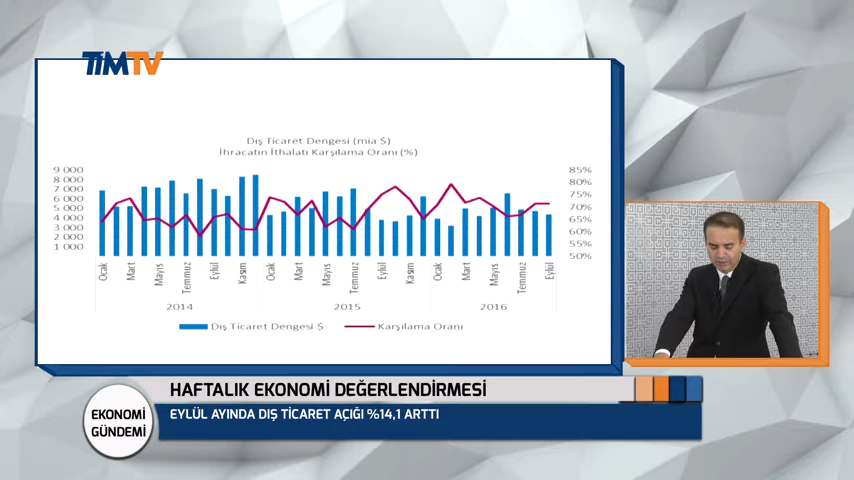 TİMTV
Dış Ticaret Dengesi (mia $)
İhracatın İthalatı Karşılama Oranı (%)
9 000
8 000
7 000
6 000
5 000
4 000
3 000
2 000
1 000
85%
80%
75%
70%
65%
60%
55%
50%
Ocak Mart Mayıs Temmuz Eylül Kasım Ocak Mart Mayıs Temmuz Eylül Kasım Ocak Mart Mayıs Temmuz Eylül
2014 2015 2016
Dış Ticaret Dengesi $ Karşılama Oranı
EKONOMİ
GÜNDEMİ
HAFTALIK EKONOMİ DEĞERLENDİRMESİ
EYLÜL AYINDA DIŞ TİCARET AÇIĞI %14,1 ARTTI